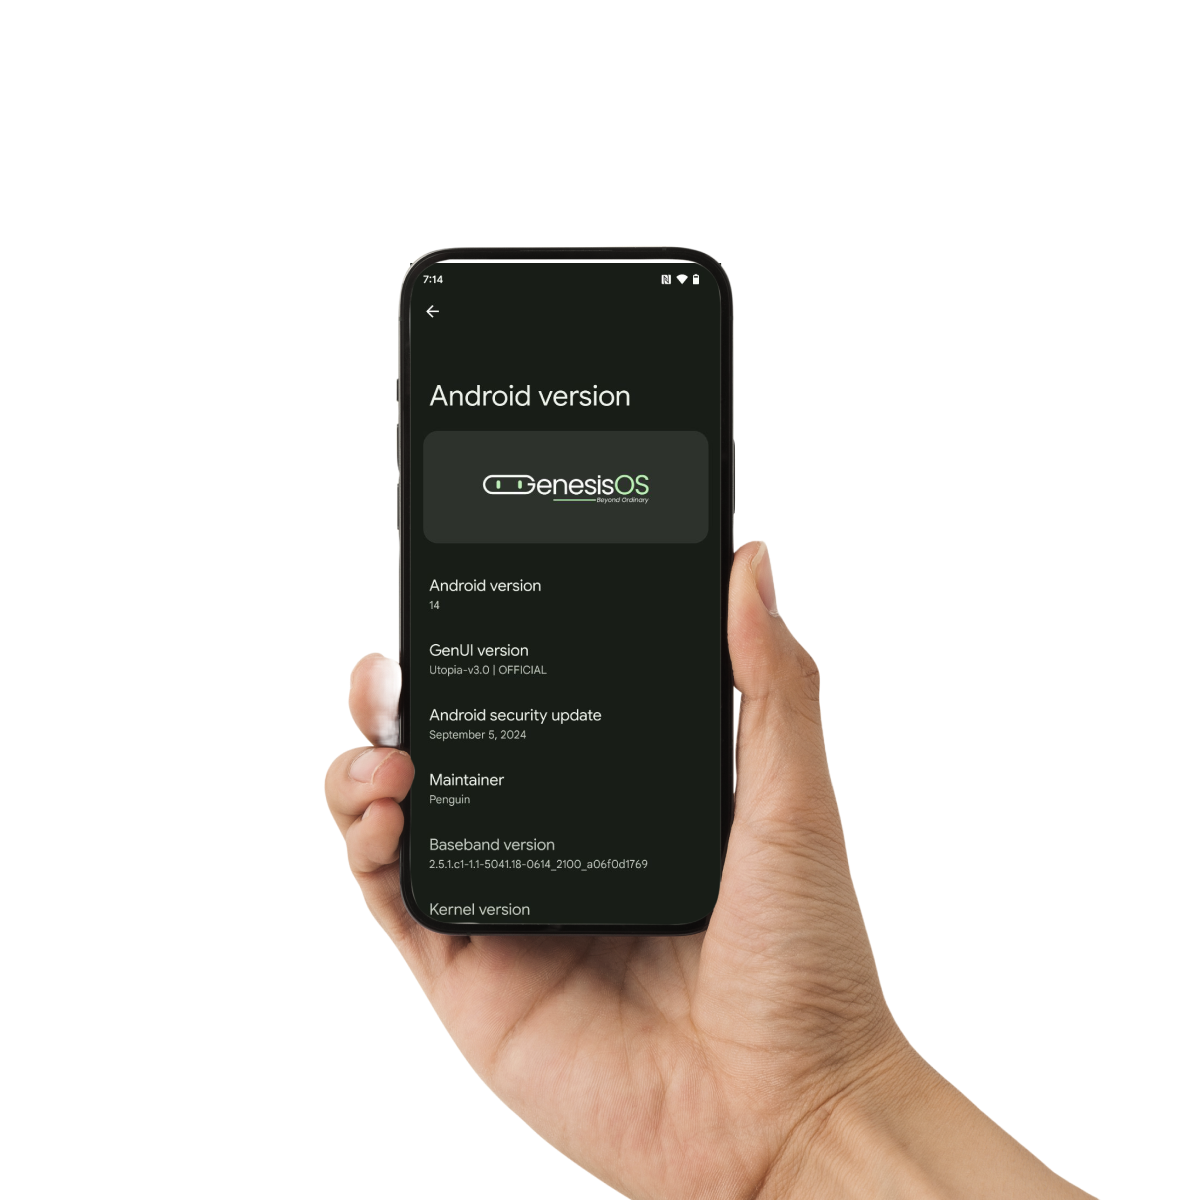 7:14
Android version
GenesisOS
Beyond Ordinary
Android version
14
GenUI version
Utopia-v3.0 | OFFICIAL
Android security update
September 5, 2024
Maintainer
Penguin
Baseband version
2.5.1.c1-1.1-5041.18-0614_2100_a06f0d1769
Kernel version